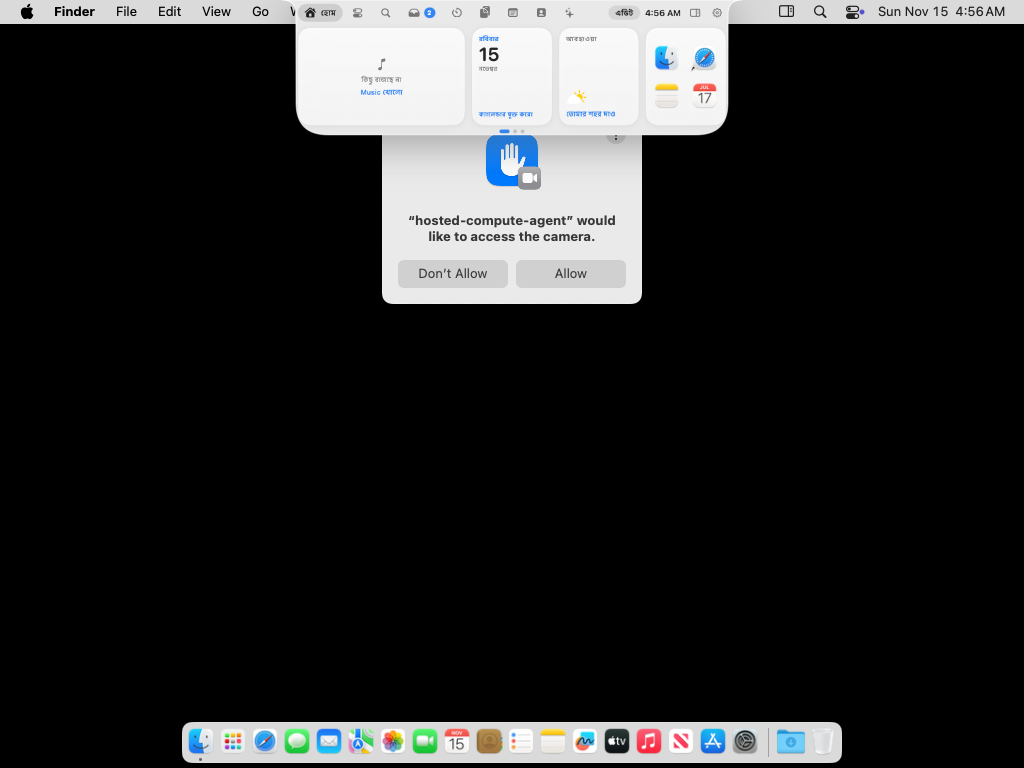 Finder File Edit View Go
হোম
2
এডিট
4:56 AM
Sun Nov 15 4:56 AM
কিছু বাজছে না
Music খোলো
রবিবার
15
নভেম্বর
ক্যালেন্ডার যুক্ত করো
আবহাওয়া
তোমার শহর দাও
JUL
17
“hosted-compute-agent” would
like to access the camera.
Don’t Allow
Allow
NOV
15
tv